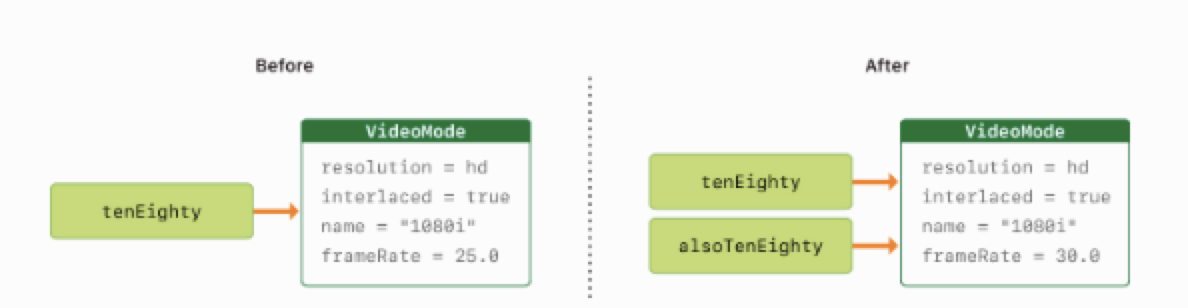 Before
VideoMode
tenEighty
resolution = hd
interlaced = true
name = "1080i"
frameRate = 25.0
After
VideoMode
tenEighty
alsoTenEighty
resolution = hd
interlaced = true
name = "1080i"
frameRate = 30.0